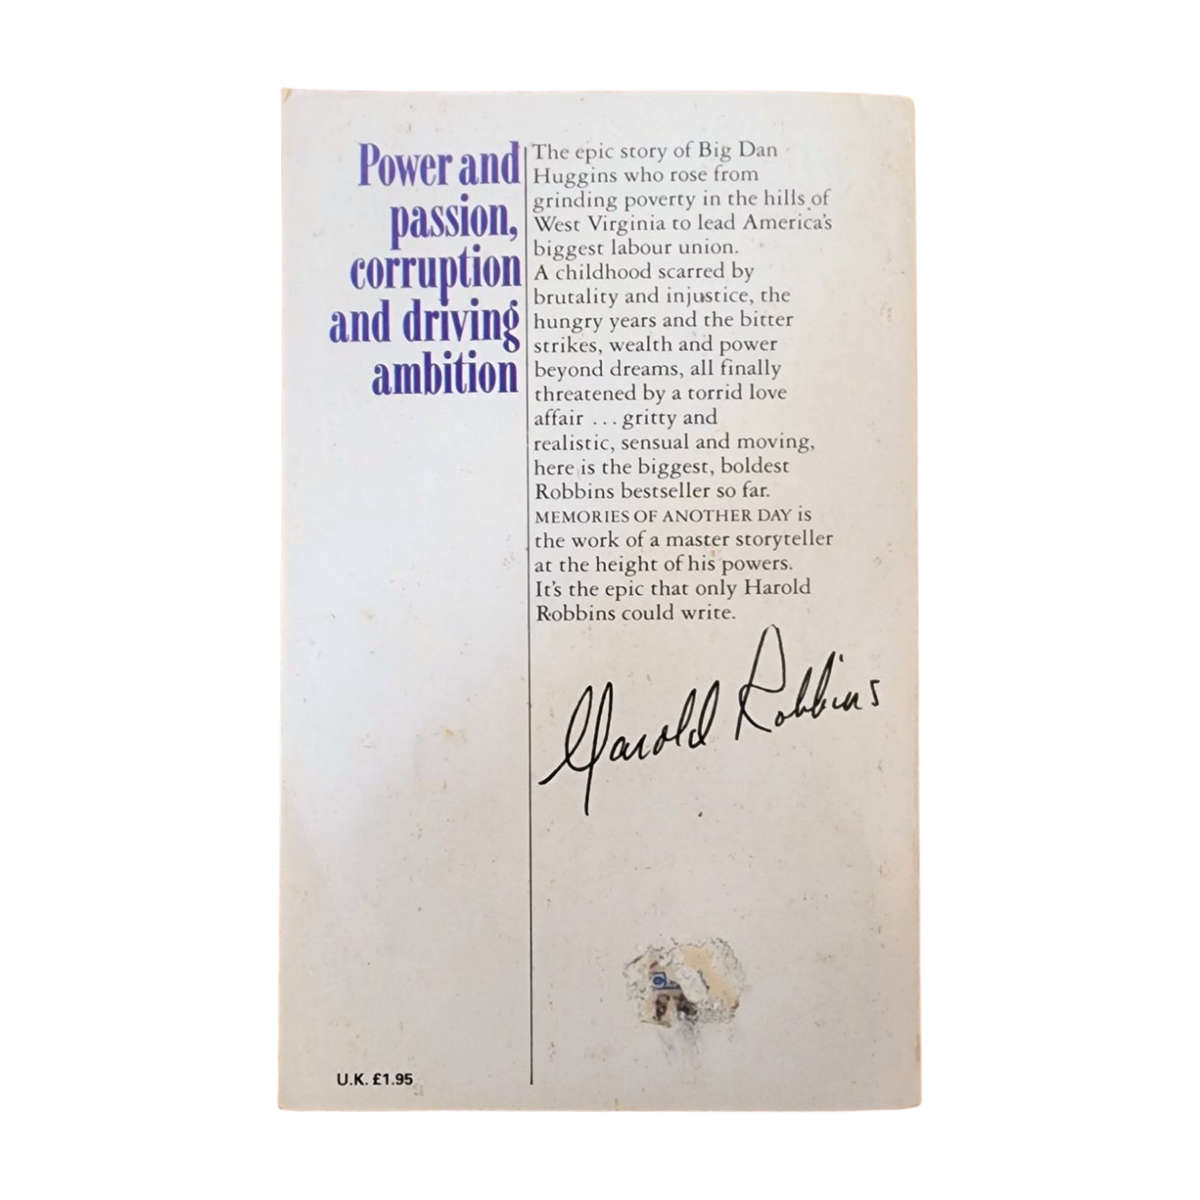 Power and
passion,
corruption
and driving
ambition
The epic story of Big Dan
Huggins who rose from
grinding poverty in the hills of
West Virginia to lead America's
biggest labour union.
A childhood scarred by
brutality and injustice, the
hungry years and the bitter
strikes, wealth and power
beyond dreams, all finally
threatened by a torrid love
affair ... gritty and
realistic, sensual and moving,
here is the biggest, boldest
Robbins bestseller so far.
MEMORIES OF ANOTHER DAY is
the work of a master storyteller
at the height of his powers.
It's the epic that only Harold
Robbins could write.
Harold Robbins
U.K. £1.95